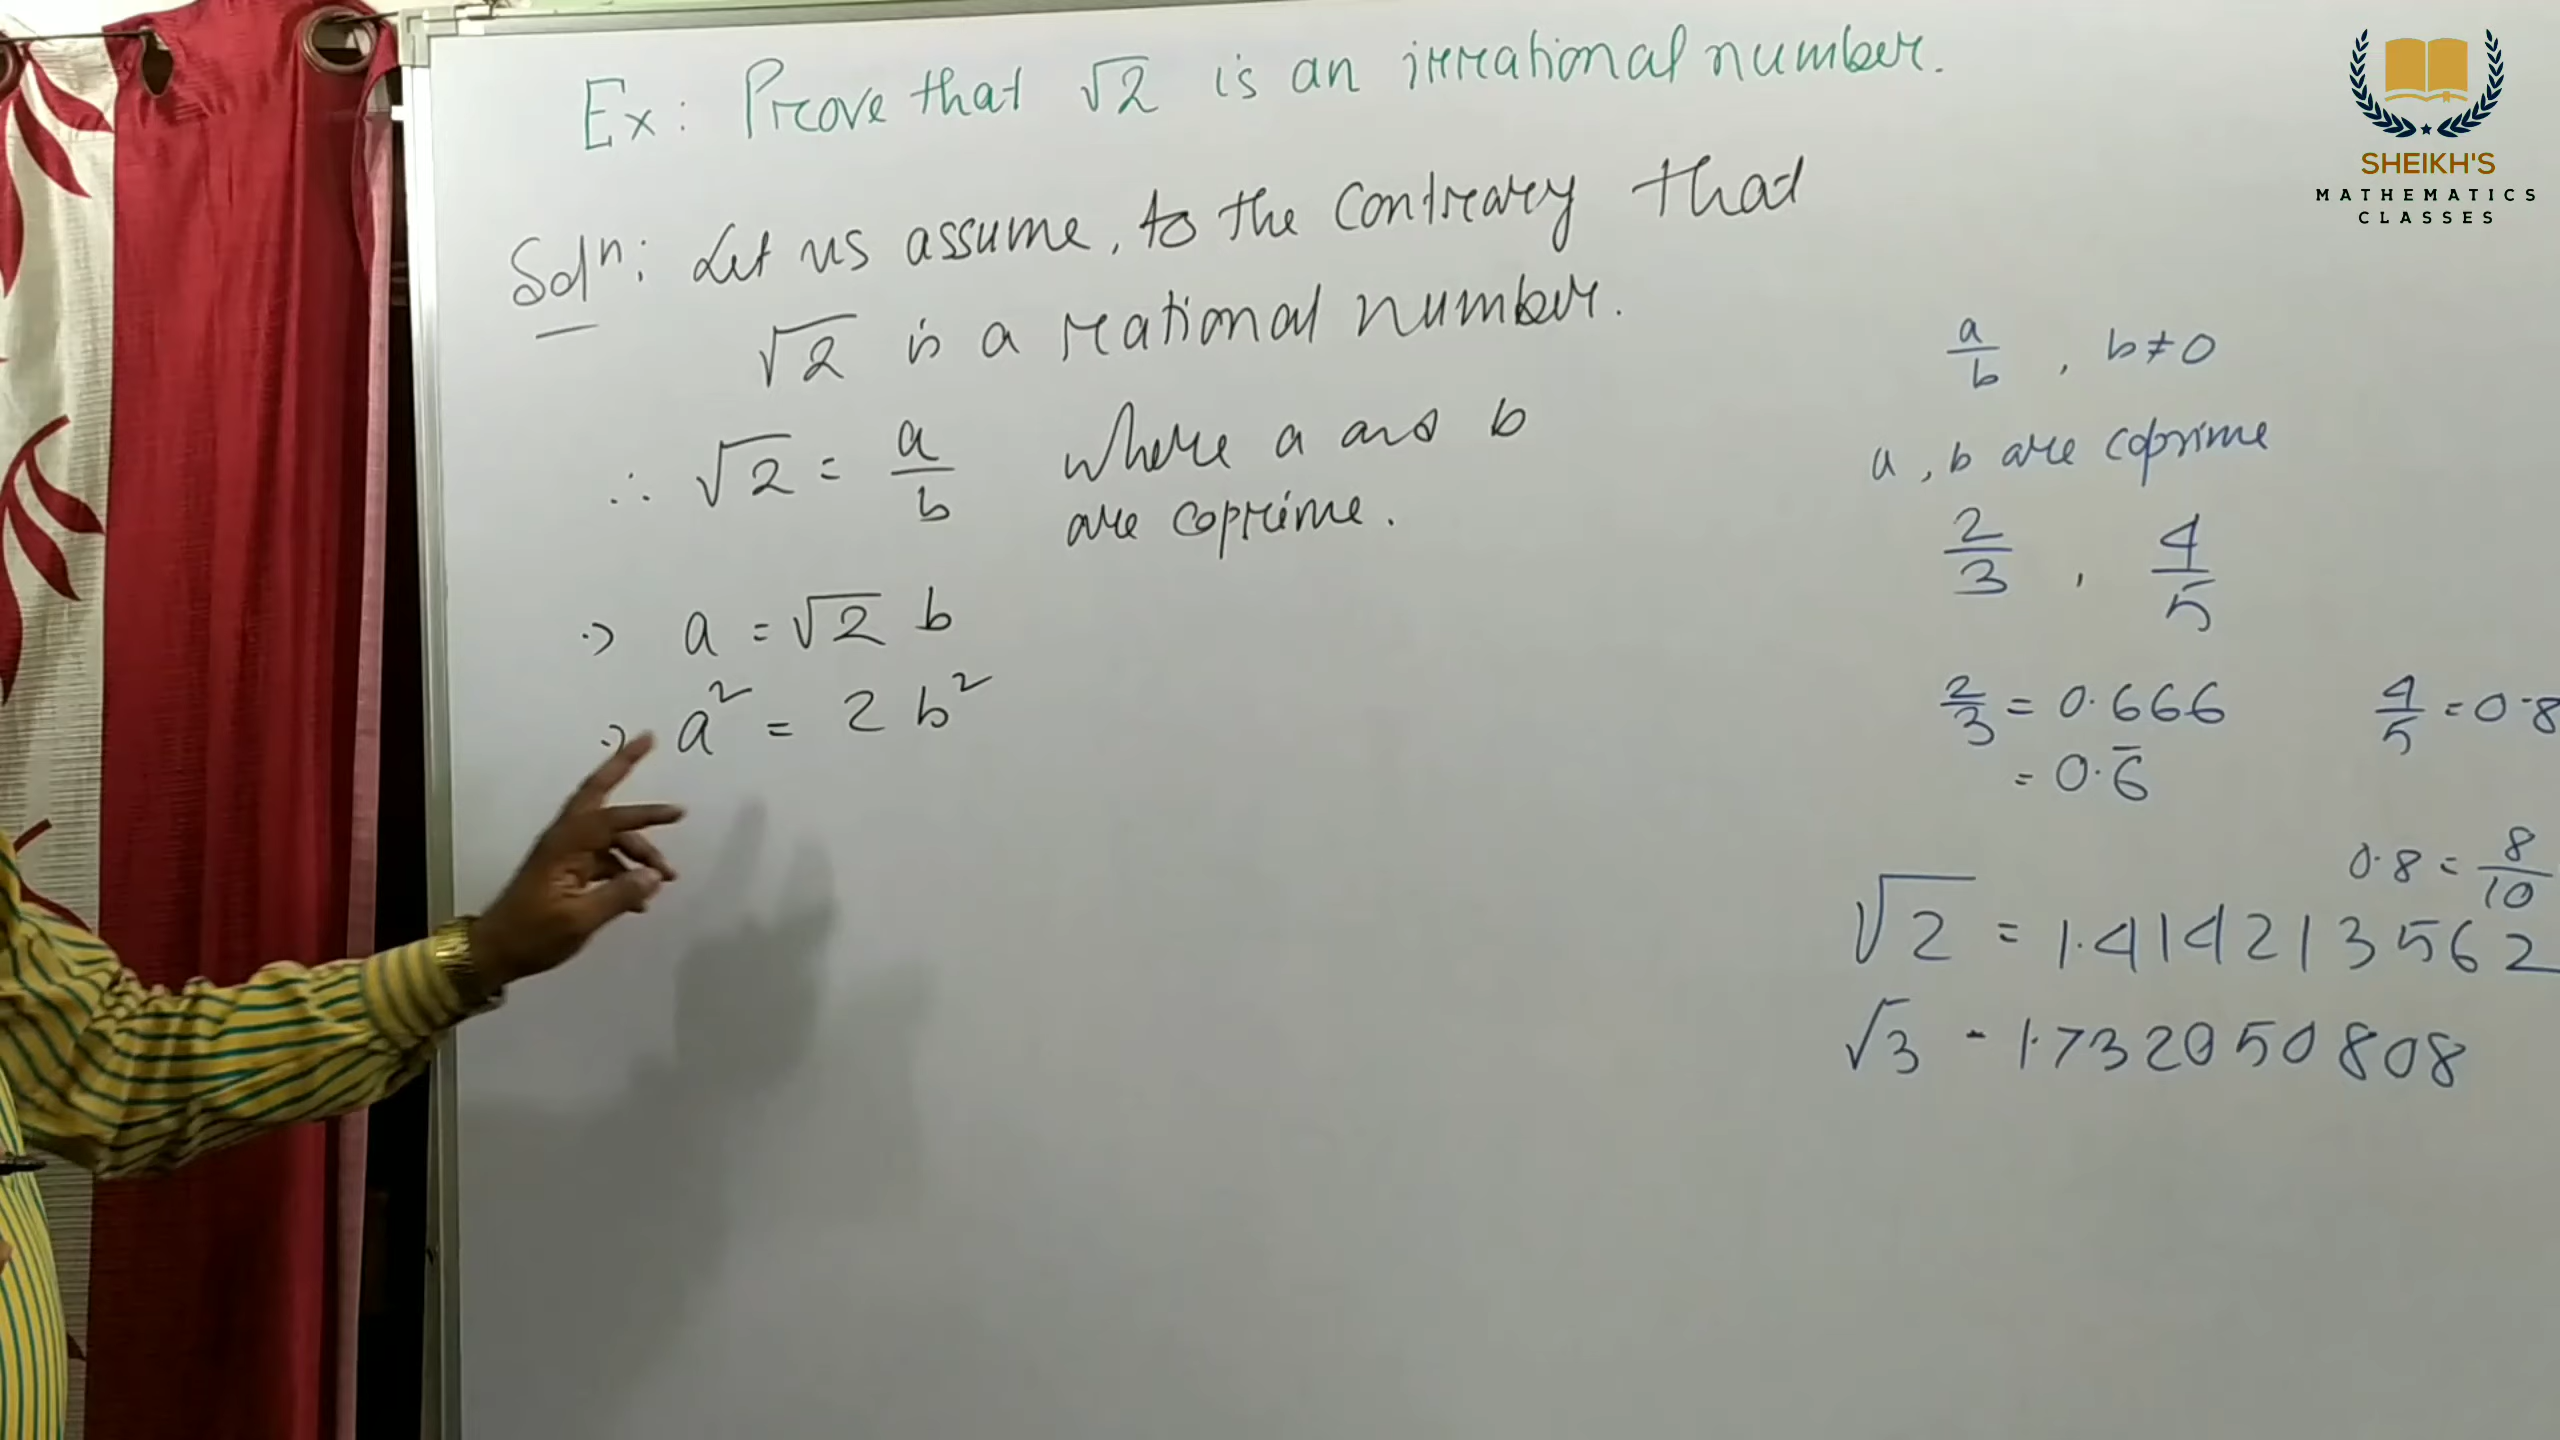 Ex: Prove that √2 is an irrational number.
Solⁿ: Let us assume, to the contrary that
√2 is a rational number.
∴ √2 = a/b where a and b
are coprime.
⇒ a = √2 b
⇒ a² = 2 b²
SHEIKH'S
MATHEMATICS
CLASSES
a/b , b≠0
a, b are coprime
2/3 , 4/5
2/3 = 0.666
4/5 = 0.8
= 0.6̅
0.8 = 8/10
√2 = 1.414213562
√3 - 1.732050808